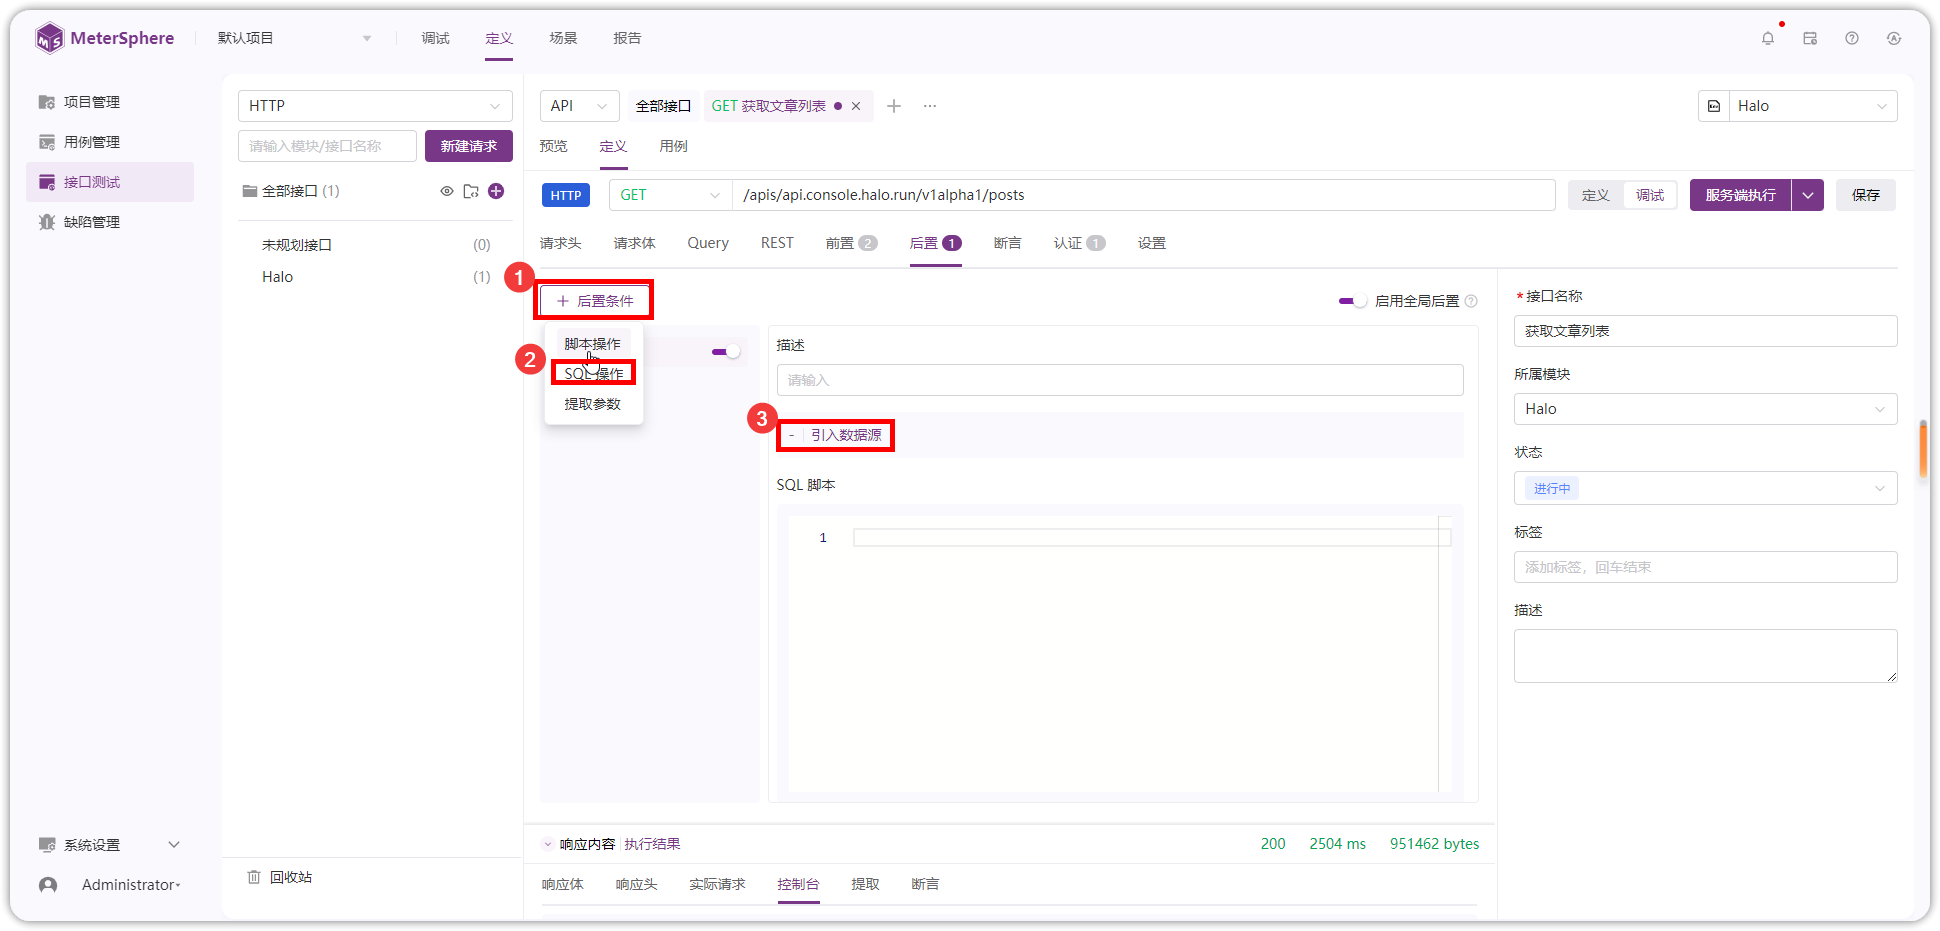 MeterSphere
默认项目
调试
定义
场景
报告
项目管理
用例管理
接口测试
缺陷管理
系统设置
Administrator
HTTP
请输入模块/接口名称
新建请求
全部接口 (1)
未规划接口 (0)
Halo (1)
回收站
API
全部接口
GET 获取文章列表
Halo
预览
定义
用例
HTTP
GET
/apis/api.console.halo.run/v1alpha1/posts
定义
调试
服务端执行
保存
请求头
请求体
Query
REST
前置 2
后置 1
断言
认证 1
设置
1
+ 后置条件
启用全局后置
脚本操作
2
SQL 操作
提取参数
描述
请输入
3
- 引入数据源
SQL 脚本
1
* 接口名称
获取文章列表
所属模块
Halo
状态
进行中
标签
添加标签，回车结束
描述
响应内容 执行结果
200
2504 ms
951462 bytes
响应体
响应头
实际请求
控制台
提取
断言